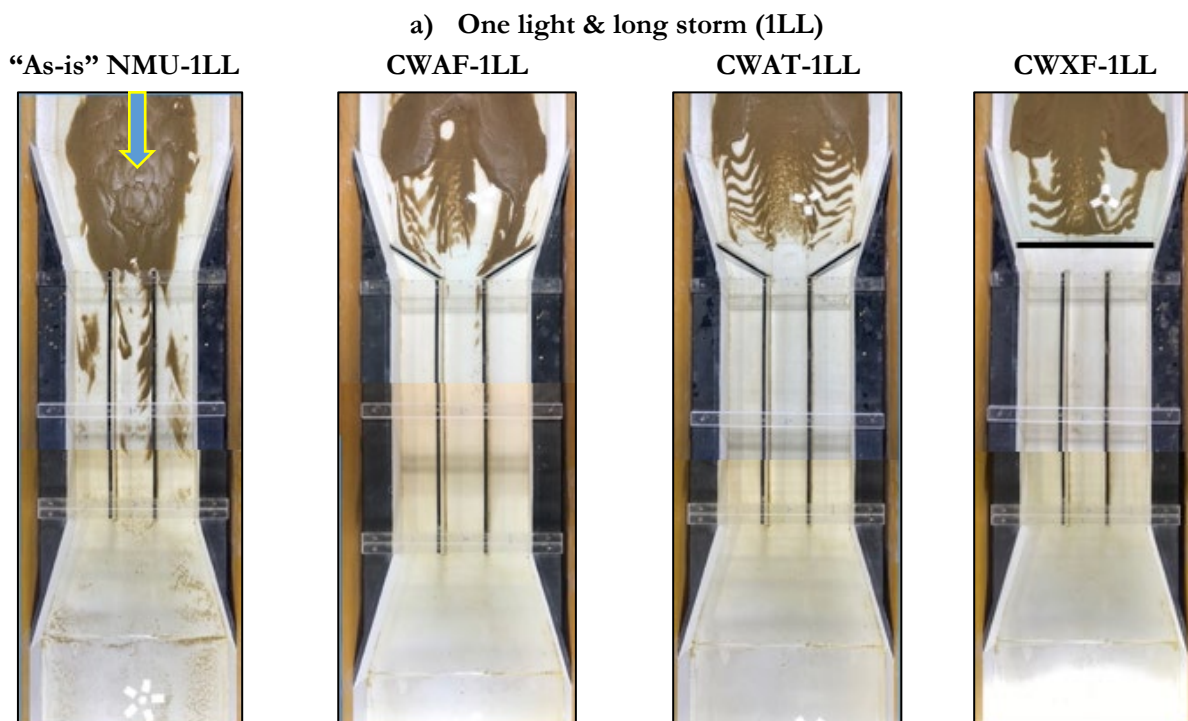 a) One light & long storm (1LL)
“As-is” NMU-1LL CWAF-1LL CWAT-1LL CWXF-1LL